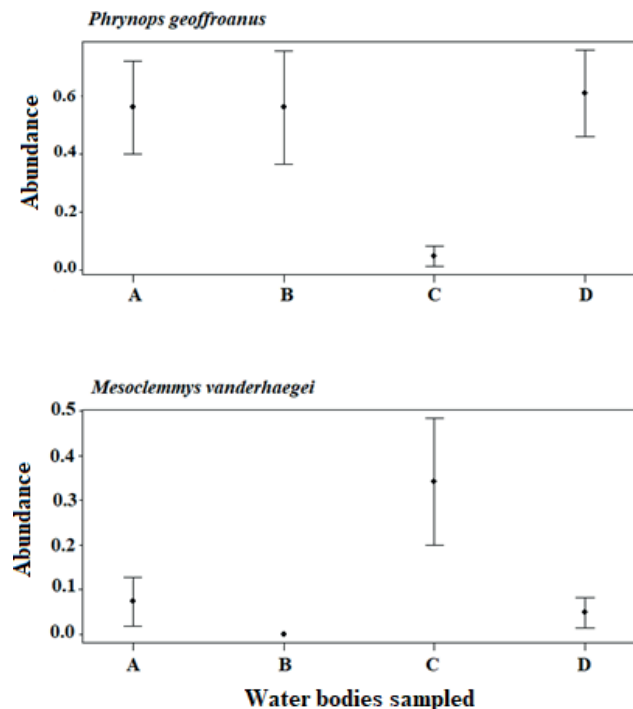 Phrynops geoffroanus
Abundance
0.6
0.4
0.2
0.0
A B C D
Mesoclemmys vanderhaegei
Abundance
0.5
0.4
0.3
0.2
0.1
0.0
A B C D
Water bodies sampled